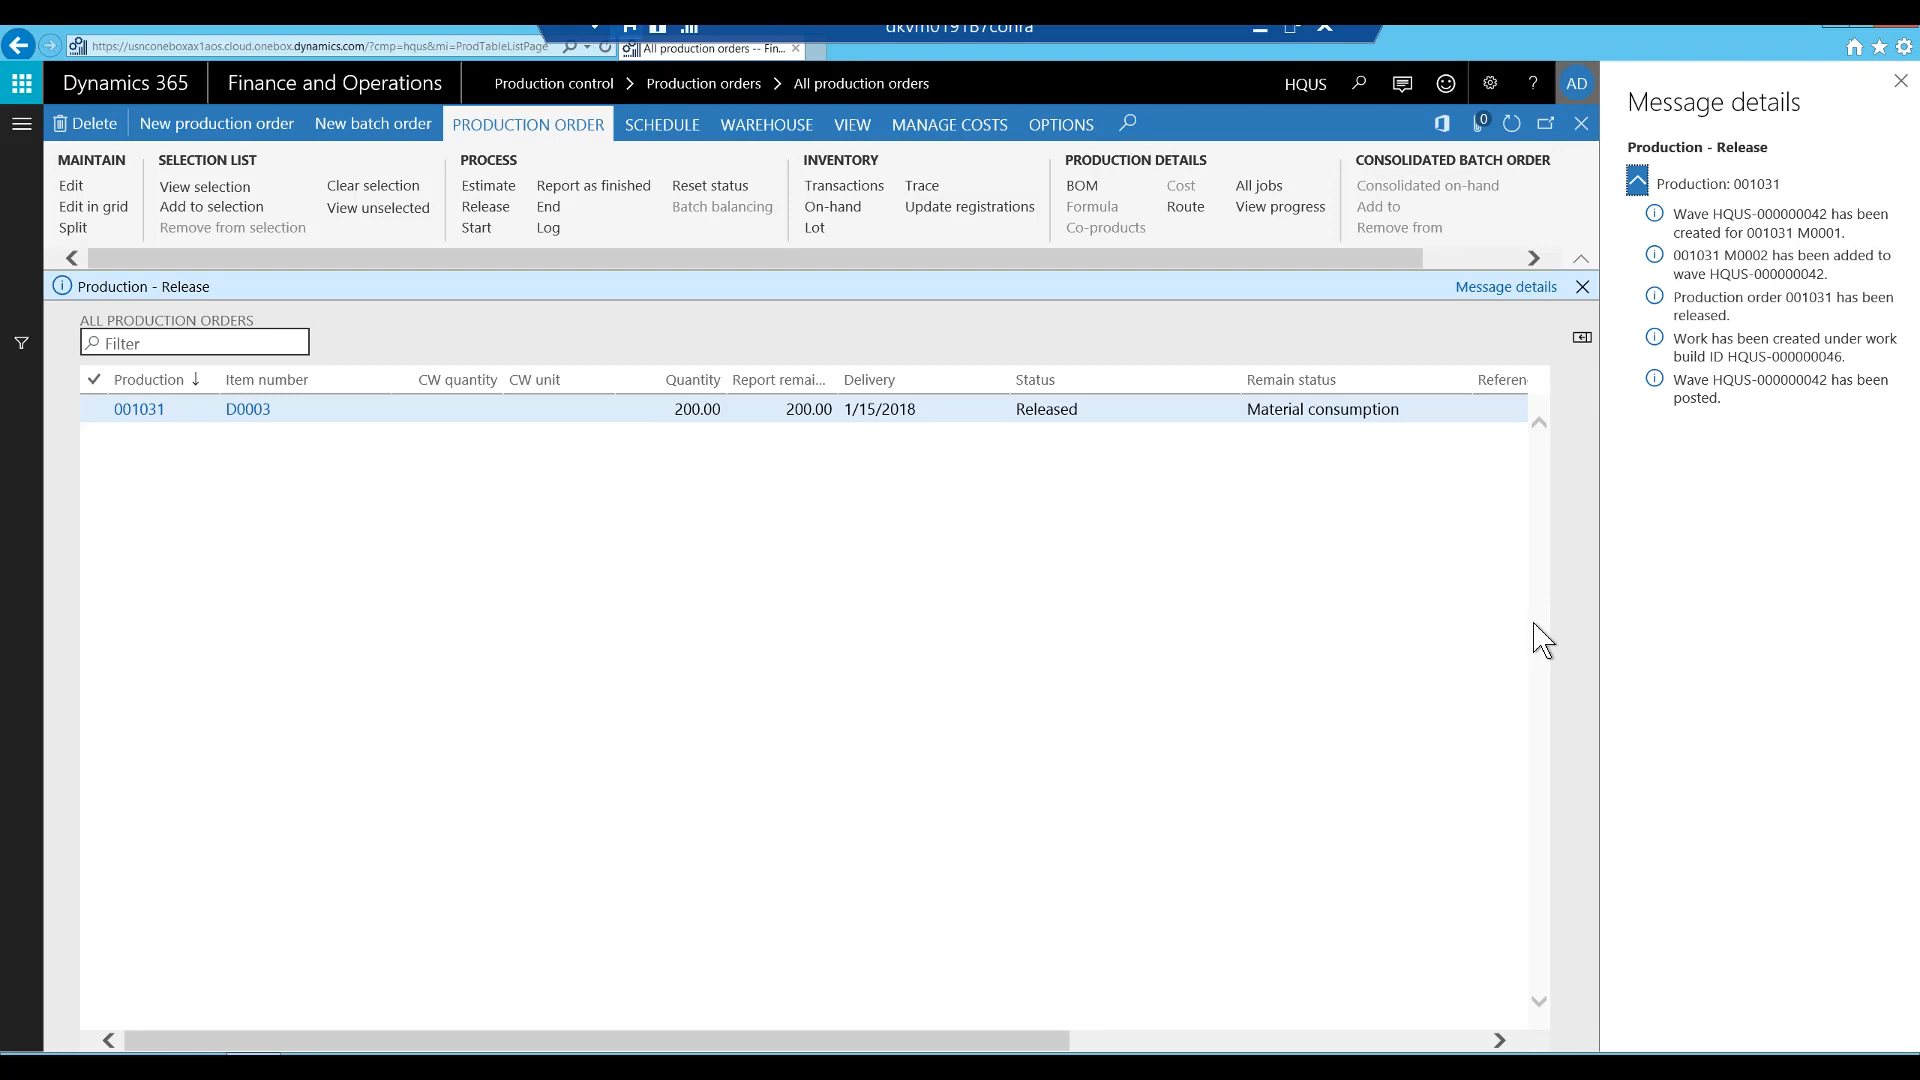 dkvm0191B7contra
https://usnconeboxax1aos.cloud.onebox.dynamics.com/?cmp=hqus&mi=ProdTableListPage
All production orders -- Fin...
Dynamics 365
Finance and Operations
Production control > Production orders > All production orders
HQUS
? AD
Delete New production order New batch order PRODUCTION ORDER SCHEDULE WAREHOUSE VIEW MANAGE COSTS OPTIONS
0
MAINTAIN
Edit
Edit in grid
Split
SELECTION LIST
View selection
Add to selection
Remove from selection
Clear selection
View unselected
PROCESS
Estimate
Release
Start
Report as finished
End
Log
Reset status
Batch balancing
INVENTORY
Transactions
On-hand
Lot
Trace
Update registrations
PRODUCTION DETAILS
BOM
Formula
Co-products
Cost
Route
All jobs
View progress
CONSOLIDATED BATCH ORDER
Consolidated on-hand
Add to
Remove from
Production - Release
Message details
ALL PRODUCTION ORDERS
Filter
Production Item number CW quantity CW unit Quantity Report remai... Delivery Status Remain status Referen
001031 D0003 200.00 200.00 1/15/2018 Released Material consumption
Message details
Production - Release
Production: 001031
Wave HQUS-000000042 has been
created for 001031 M0001.
001031 M0002 has been added to
wave HQUS-000000042.
Production order 001031 has been
released.
Work has been created under work
build ID HQUS-000000046.
Wave HQUS-000000042 has been
posted.